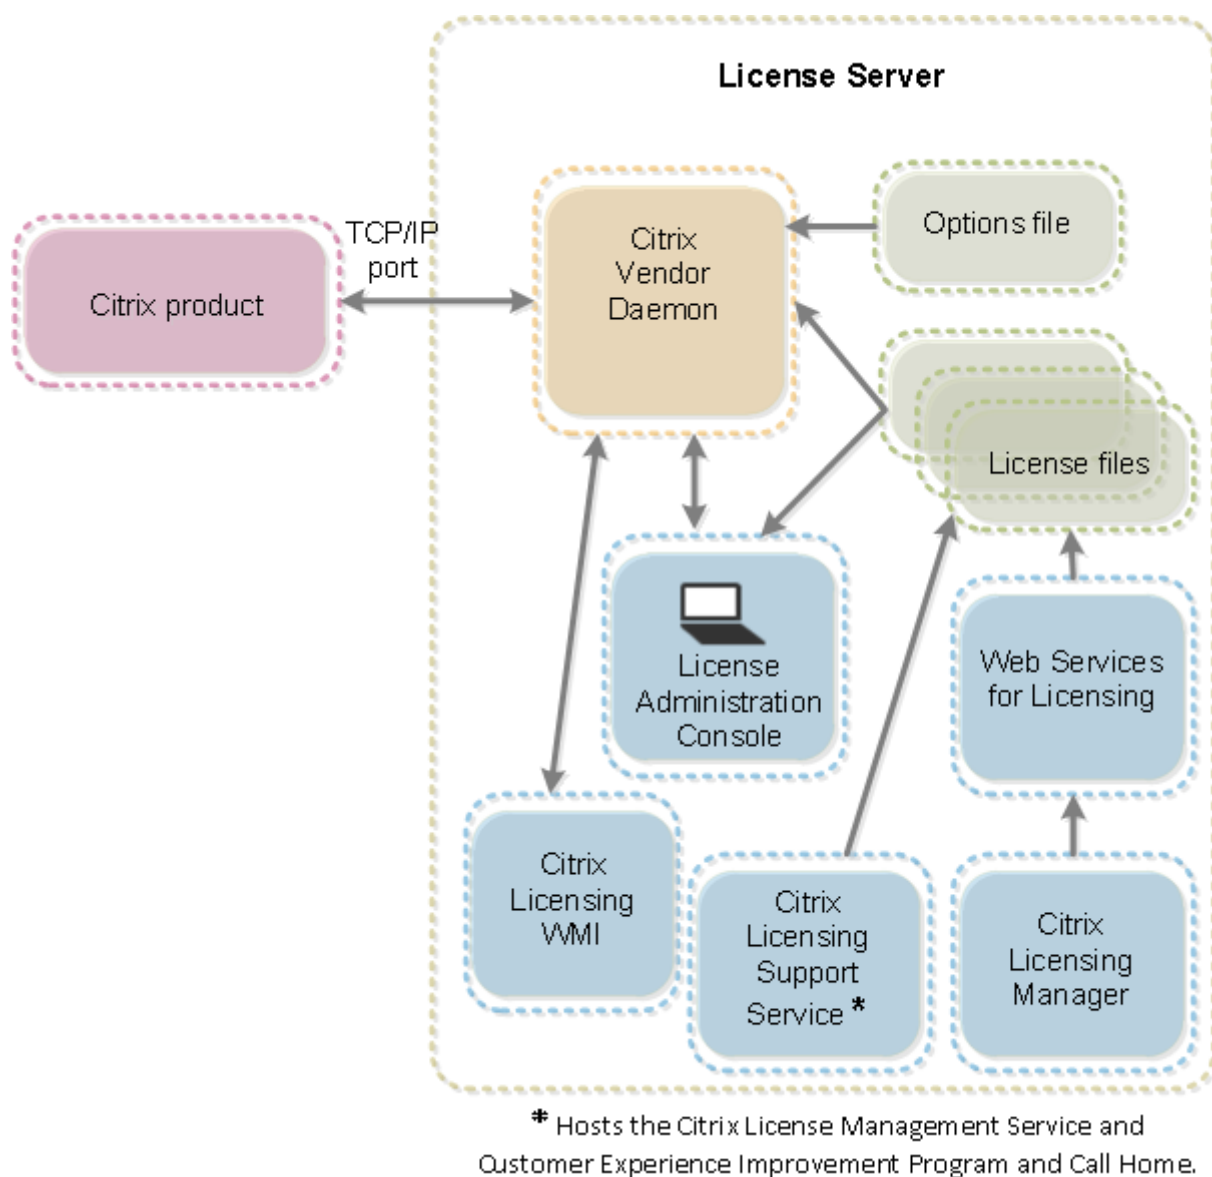 License Server
Citrix
Vendor
Daemon
Options file
TCP/IP
port
Citrix product
License files
License
Administration
Console
Web Services
for Licensing
Citrix
Licensing
WMI
Citrix
Licensing
Support
Service *
Citrix
Licensing
Manager
* Hosts the Citrix License Management Service and
Customer Experience Improvement Program and Call Home.